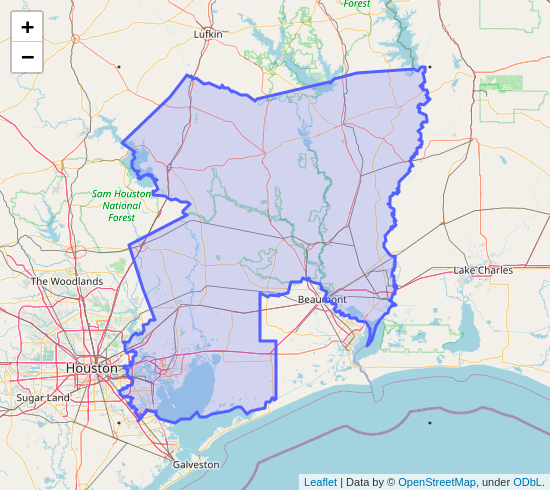 +
−
Forest
Lufkin
Sam Houston
National
Forest
The Woodlands
Lake Charles
Beaumont
Houston
Sugar Land
Galveston
Leaflet | Data by © OpenStreetMap, under ODbL.